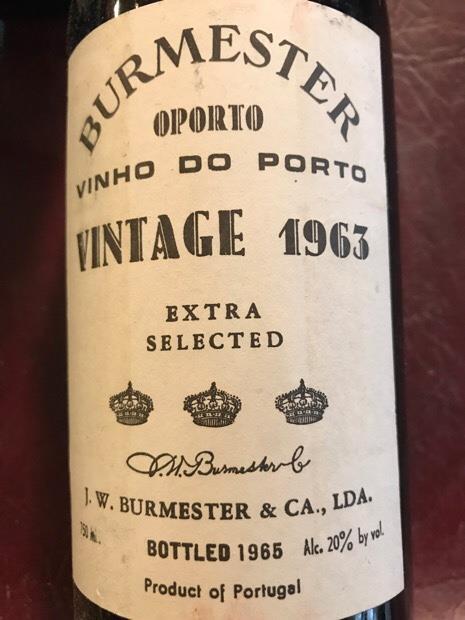 BURMESTER
OPORTO
VINHO DO PORTO
VINTAGE 1963
EXTRA
SELECTED
J. W. Burmester & C
J. W. BURMESTER & CA., LDA.
750 ml.
BOTTLED 1965
Alc. 20% by vol.
Product of Portugal